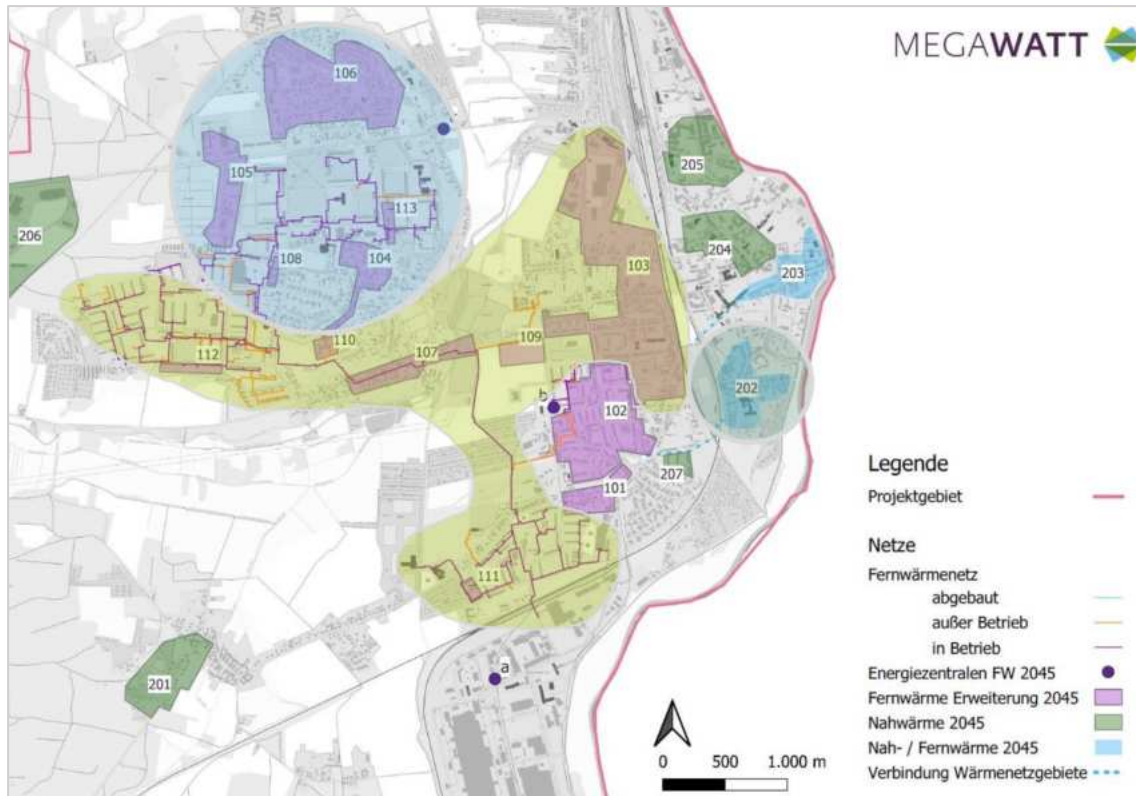 MEGAWATT
106
105
113
108
104
206
112
110
107
109
103
205
204
203
202
b
102
207
101
111
201
a
Legende
Projektgebiet
Netze
Fernwärmenetz
abgebaut
außer Betrieb
in Betrieb
Energiezentralen FW 2045
Fernwärme Erweiterung 2045
Nahwärme 2045
Nah- / Fernwärme 2045
Verbindung Wärmenetzgebiete
0 500 1.000 m